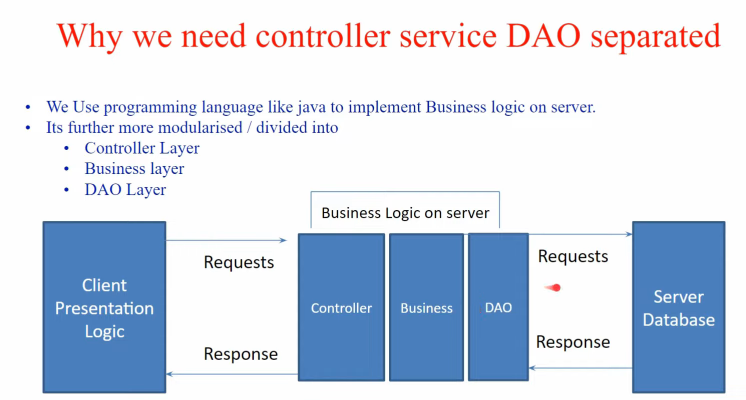 Why we need controller service DAO separated
• We Use programming language like java to implement Business logic on server.
• Its further more modularised / divided into
• Controller Layer
• Business layer
• DAO Layer
Business Logic on server
Client
Presentation
Logic
Requests
Response
Controller
Business
DAO
Requests
Response
Server
Database